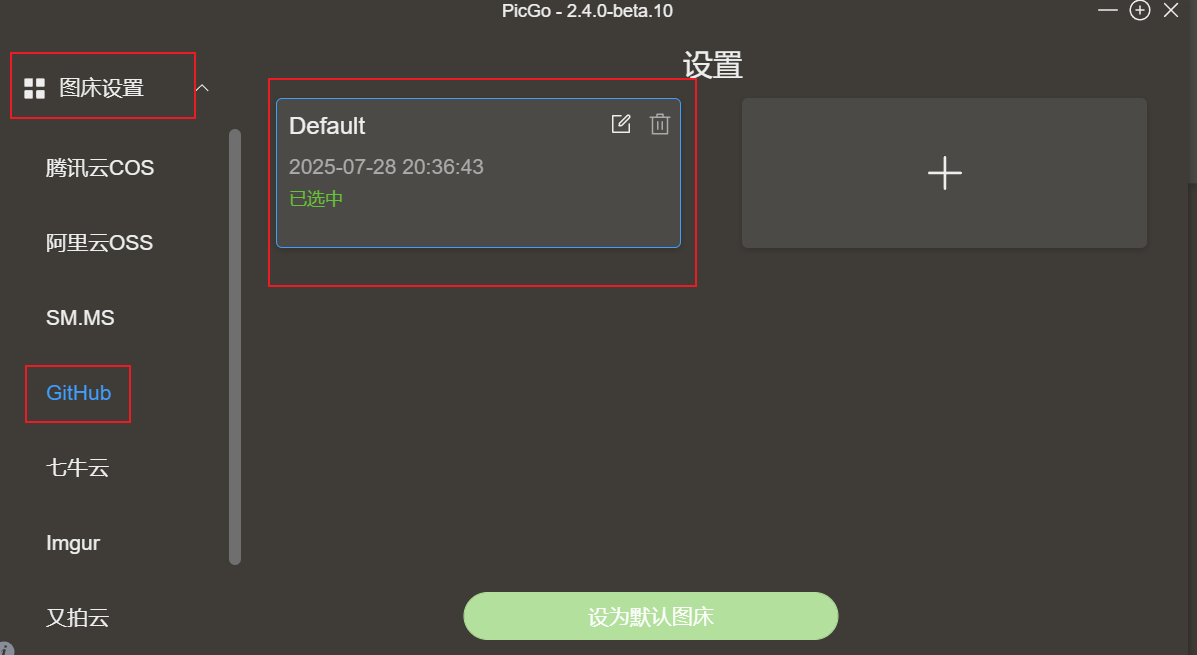 PicGo - 2.4.0-beta.10
设置
图床设置
腾讯云COS
阿里云OSS
SM.MS
GitHub
七牛云
Imgur
又拍云
Default
2025-07-28 20:36:43
已选中
设为默认图床